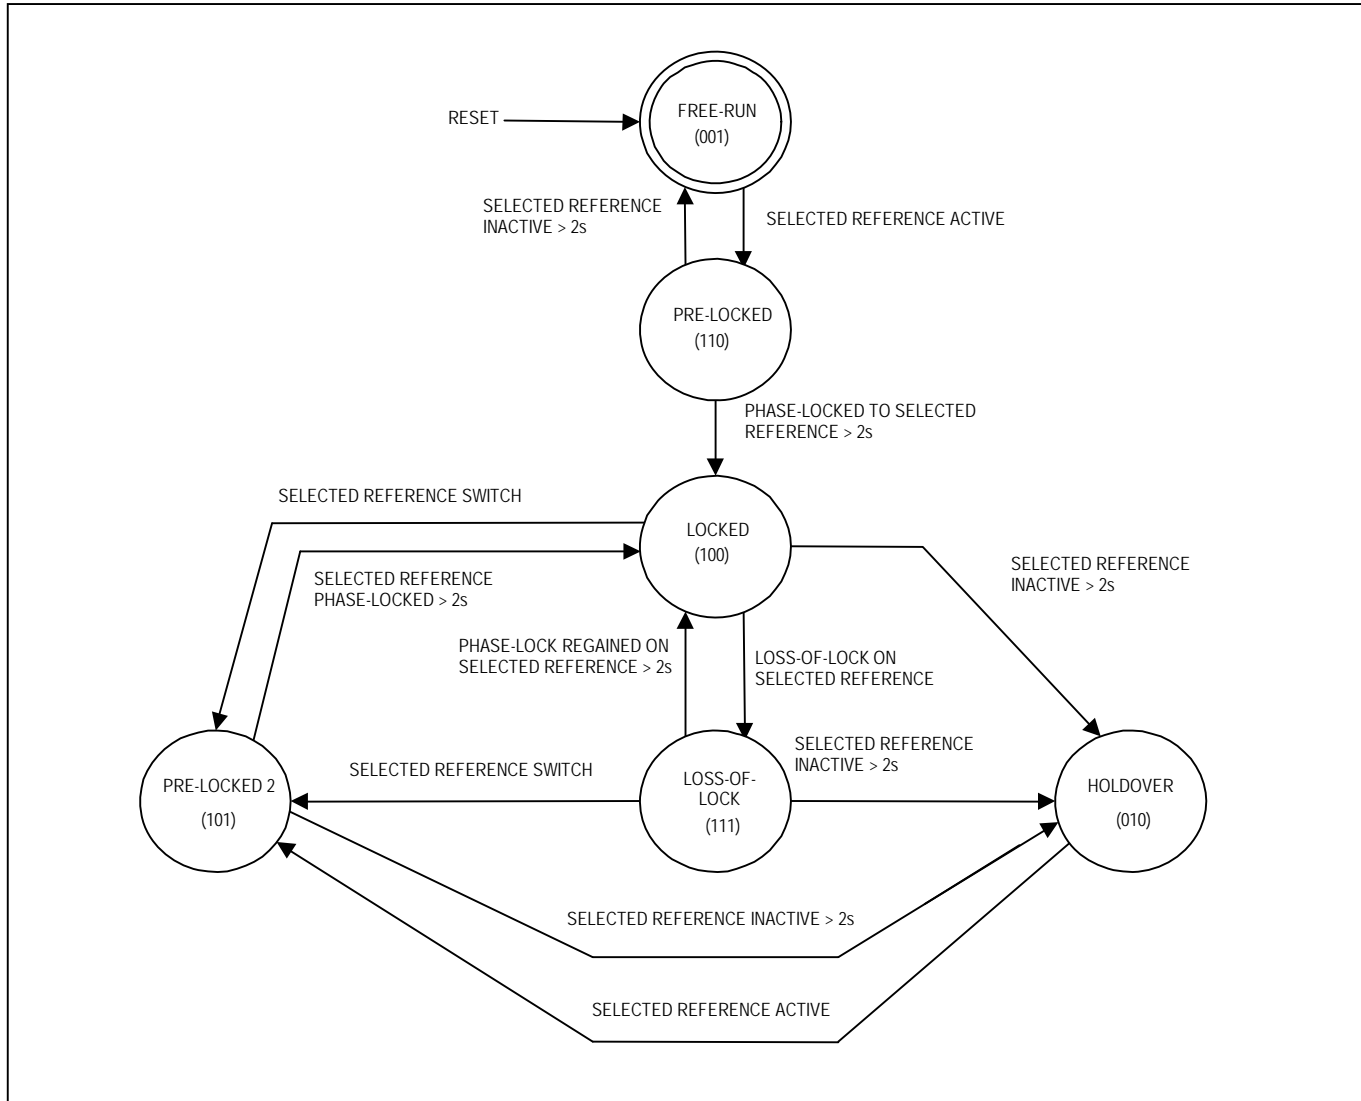 FREE-RUN
(001)
RESET
SELECTED REFERENCE
INACTIVE > 2s
SELECTED REFERENCE ACTIVE
PRE-LOCKED
(110)
PHASE-LOCKED TO SELECTED
REFERENCE > 2s
SELECTED REFERENCE SWITCH
LOCKED
(100)
SELECTED REFERENCE
PHASE-LOCKED > 2s
SELECTED REFERENCE
INACTIVE > 2s
PHASE-LOCK REGAINED ON
SELECTED REFERENCE > 2s
LOSS-OF-LOCK ON
SELECTED REFERENCE
SELECTED REFERENCE
INACTIVE > 2s
PRE-LOCKED 2
(101)
SELECTED REFERENCE SWITCH
LOSS-OF-
LOCK
(111)
HOLDOVER
(010)
SELECTED REFERENCE INACTIVE > 2s
SELECTED REFERENCE ACTIVE